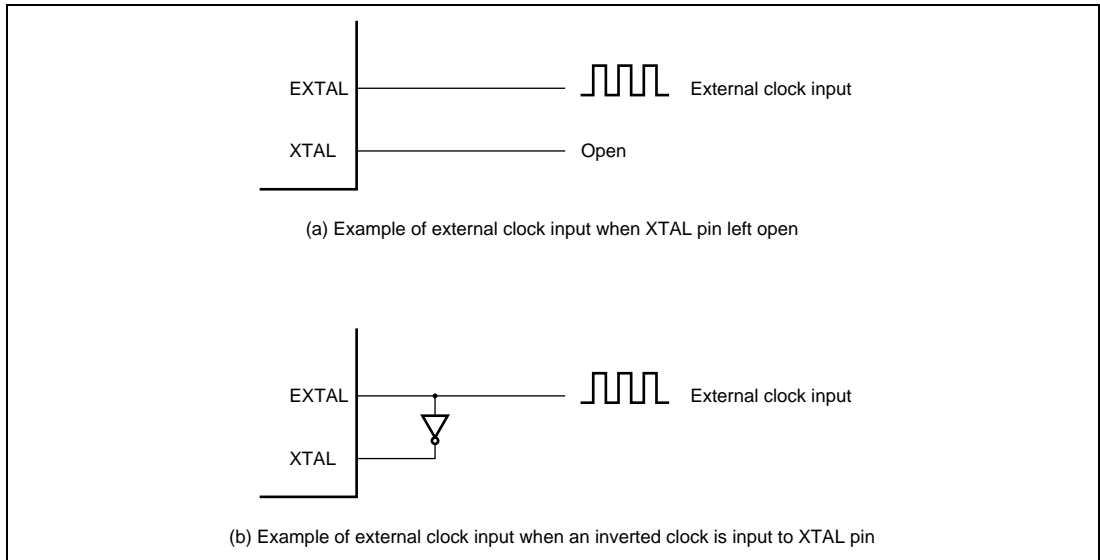 EXTAL External clock input
XTAL Open
(a) Example of external clock input when XTAL pin left open
EXTAL External clock input
XTAL
(b) Example of external clock input when an inverted clock is input to XTAL pin